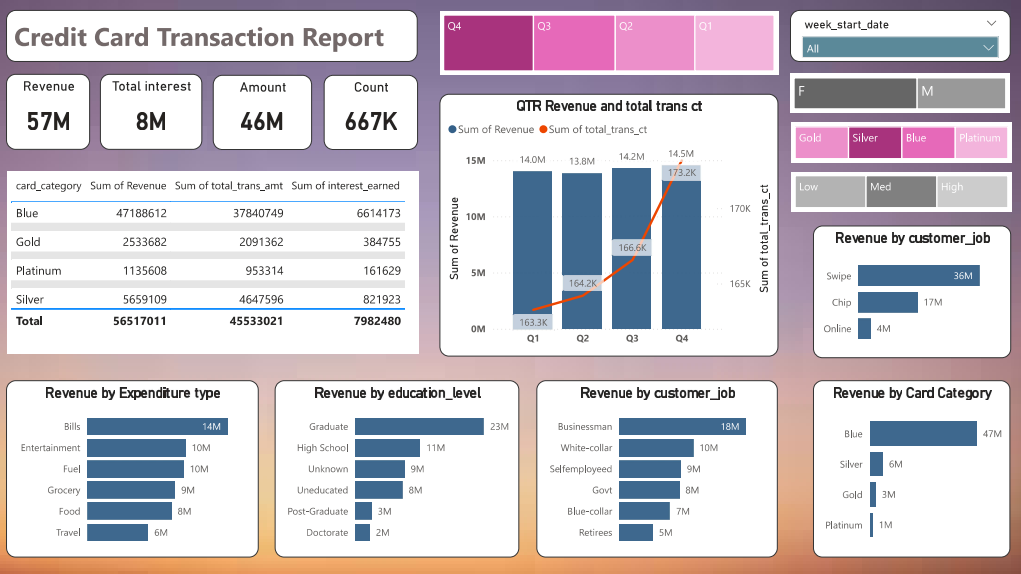 Credit Card Transaction Report
Revenue
57M
Total interest
8M
Amount
46M
Count
667K
Q4 Q3 Q2 Q1
week_start_date
All
F M
Gold Silver Blue Platinum
Low Med High
card_category Sum of Revenue Sum of total_trans_amt Sum of interest_earned
Blue 47188612 37840749 6614173
Gold 2533682 2091362 384755
Platinum 1135608 953314 161629
Silver 5659109 4647596 821923
Total 56517011 45533021 7982480
QTR Revenue and total trans ct
Sum of Revenue Sum of total_trans_ct
Sum of Revenue
15M
10M
5M
0M
14.0M 13.8M 14.2M 14.5M
163.3K 164.2K 166.6K 173.2K
Q1 Q2 Q3 Q4
170K
165K
Sum of total_trans_ct
Revenue by customer_job
Swipe 36M
Chip 17M
Online 4M
Revenue by Expenditure type
Bills 14M
Entertainment 10M
Fuel 10M
Grocery 9M
Food 8M
Travel 6M
Revenue by education_level
Graduate 23M
High School 11M
Unknown 9M
Uneducated 8M
Post-Graduate 3M
Doctorate 2M
Revenue by customer_job
Businessman 18M
White-collar 10M
Selfemployeed 9M
Govt 8M
Blue-collar 7M
Retirees 5M
Revenue by Card Category
Blue 47M
Silver 6M
Gold 3M
Platinum 1M